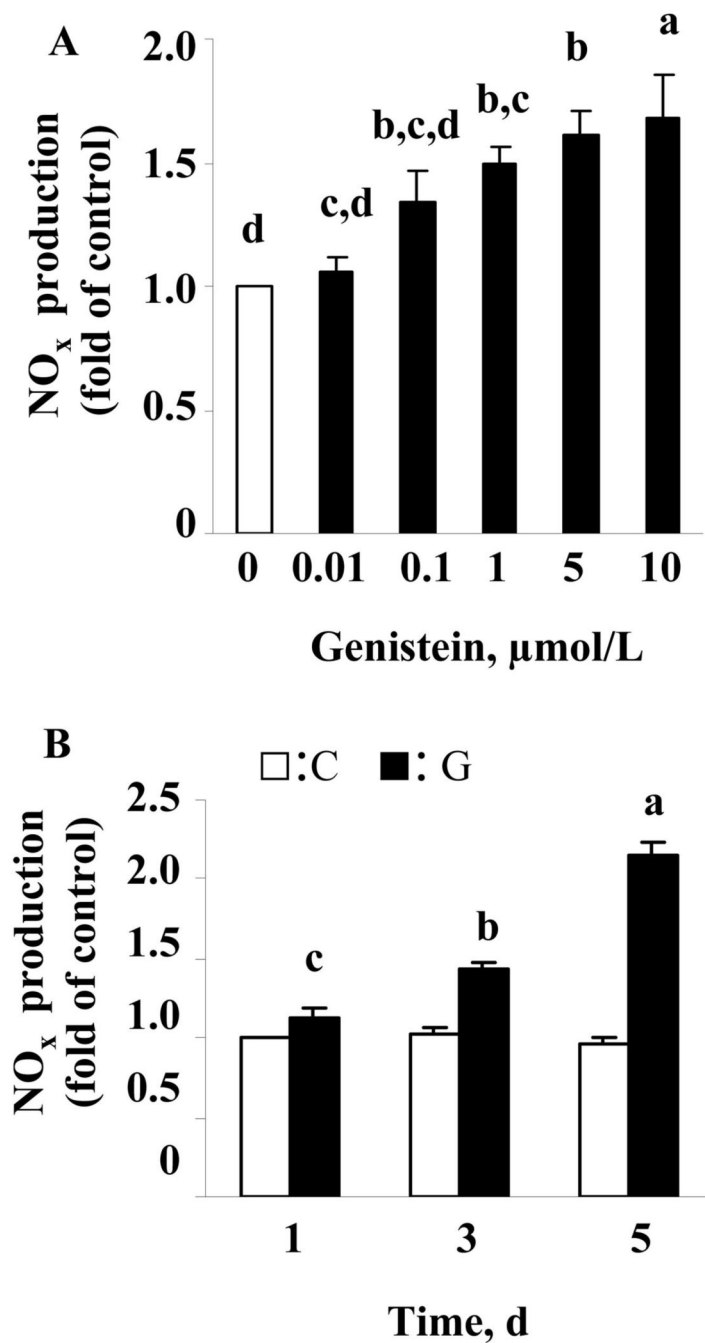 A
NOx production
(fold of control)
2.0
1.5
1.0
0.5
0
d
c,d
b,c,d
b,c
b
a
0 0.01 0.1 1 5 10
Genistein, µmol/L
B
:C : G
NOx production
(fold of control)
2.5
2.0
1.5
1.0
0.5
0
c
b
a
1 3 5
Time, d